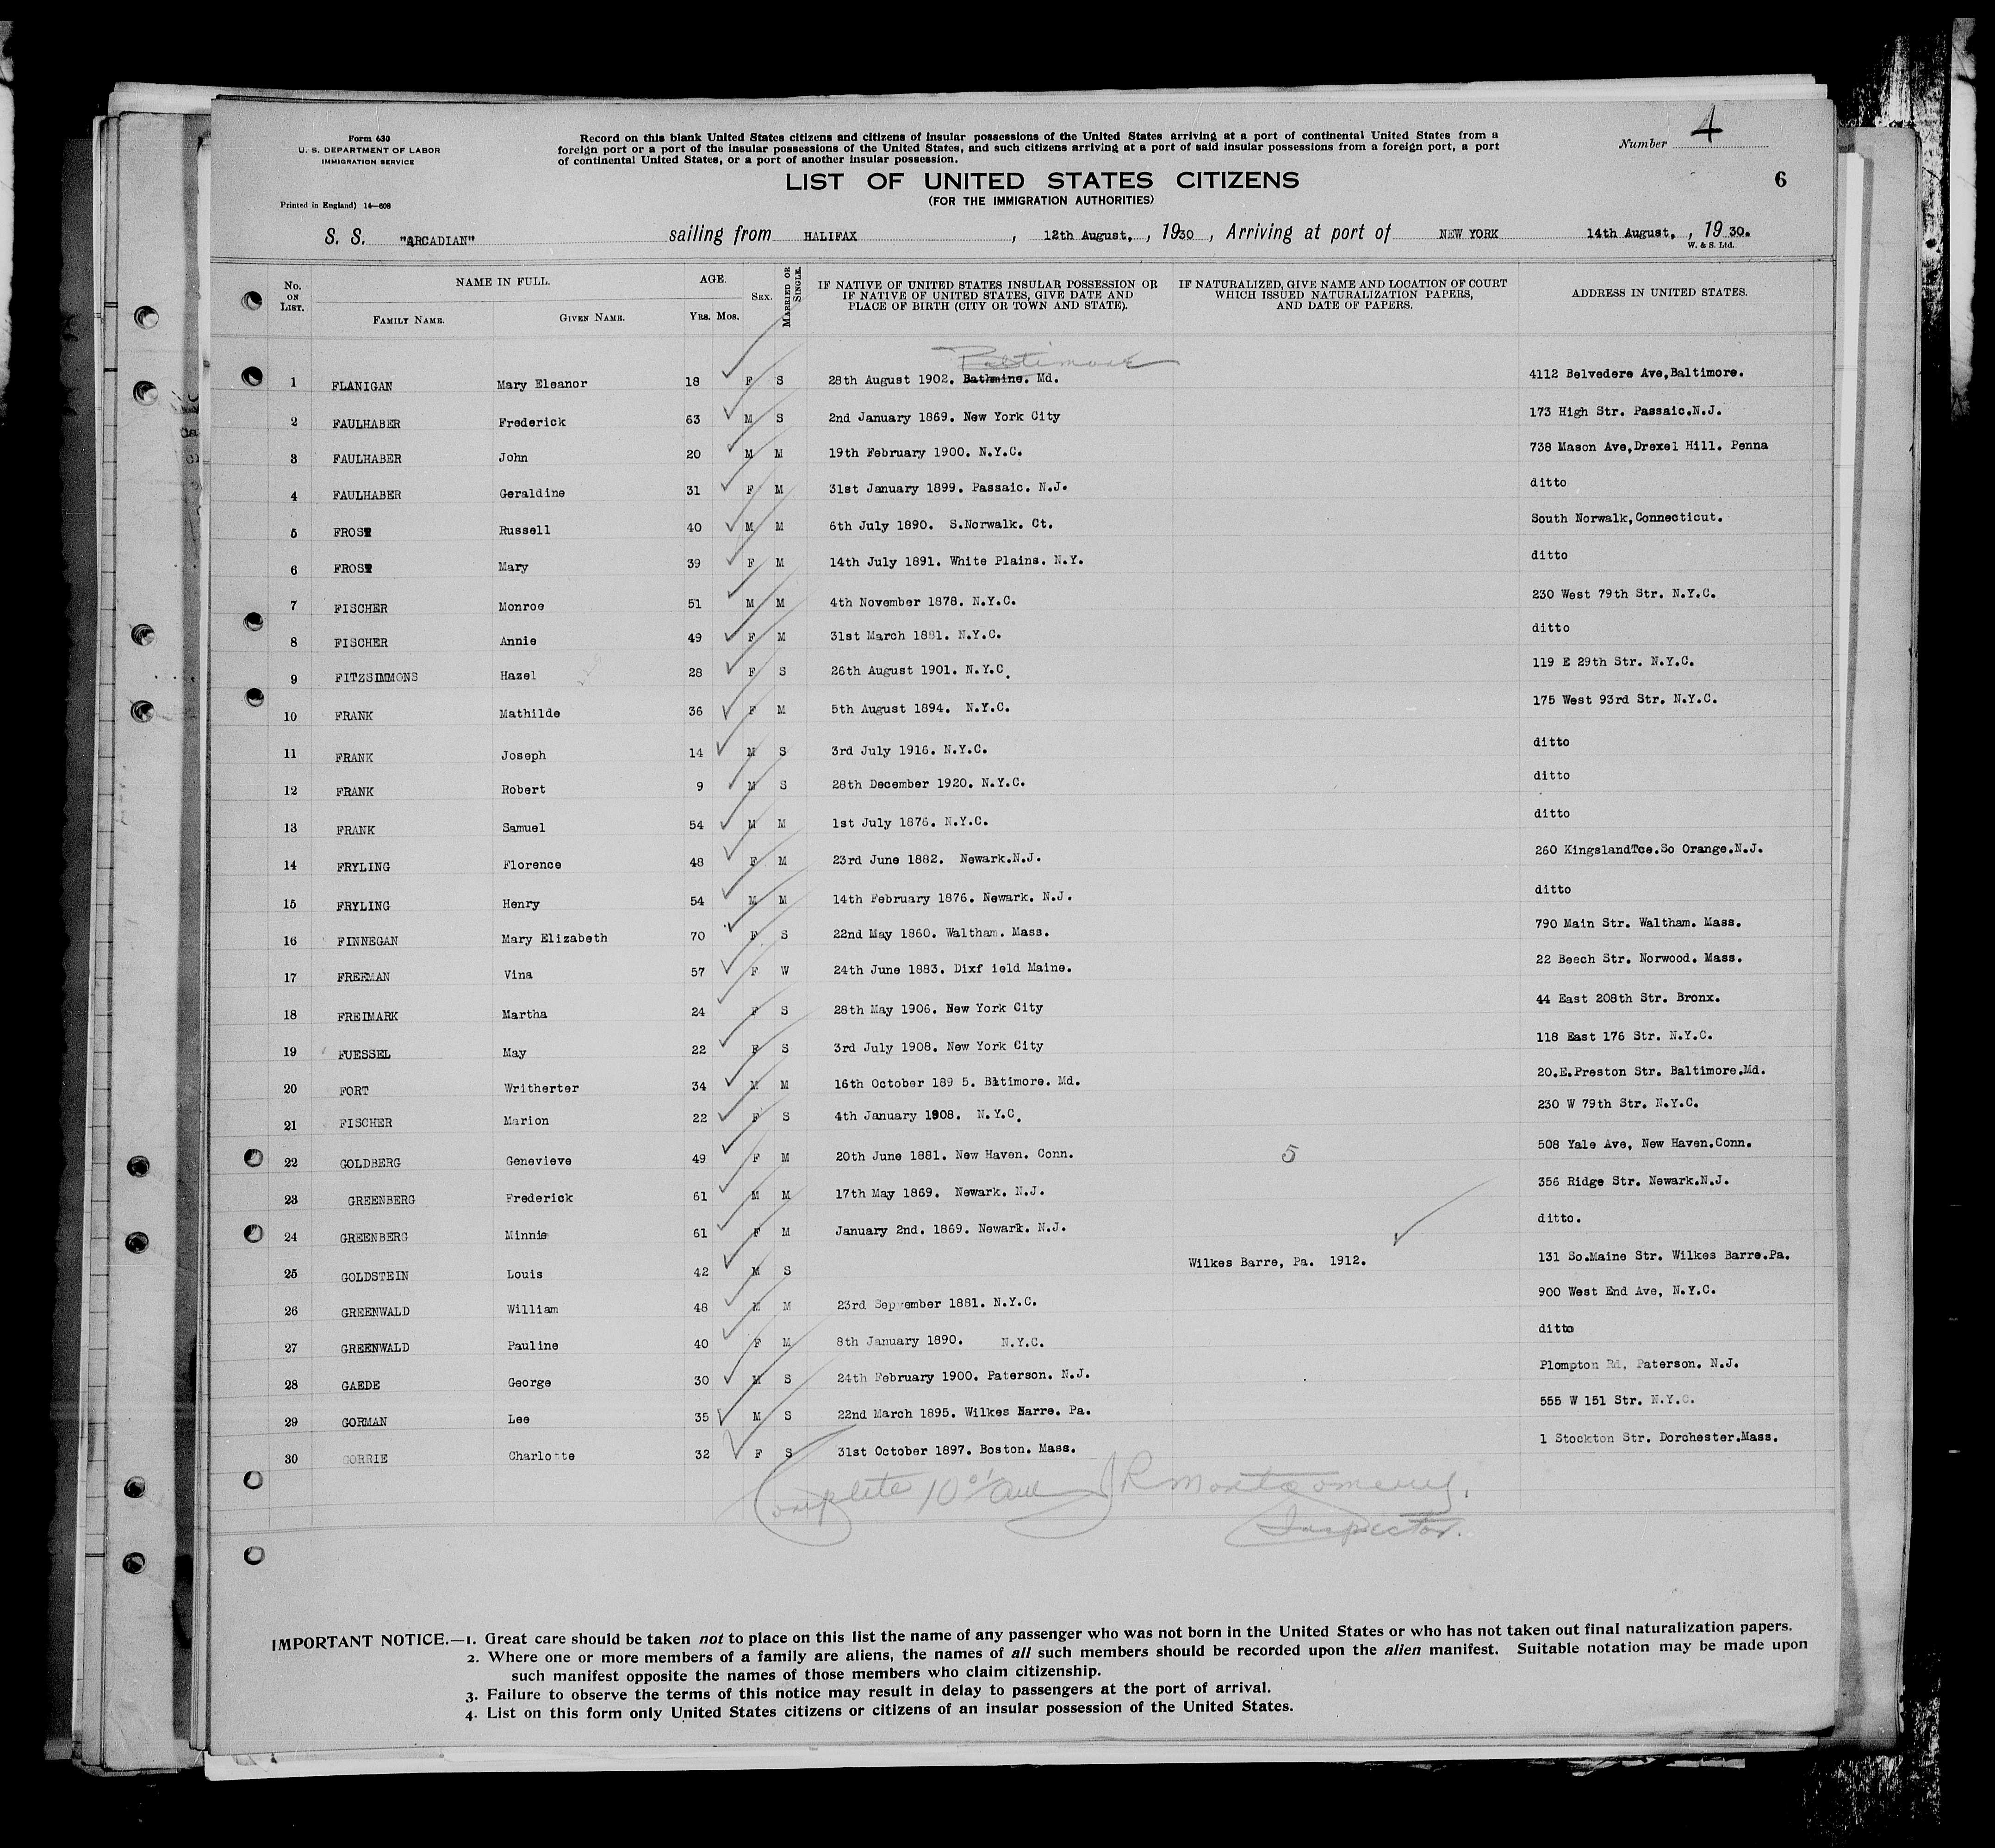 Form 630
U. S. DEPARTMENT OF LABOR
IMMIGRATION SERVICE
Printed in England) 14—608
Record on this blank United States citizens and citizens of insular possessions of the United States arriving at a port of continental United States from a
foreign port or a port of the insular possessions of the United States, and such citizens arriving at a port of said insular possessions from a foreign port, a port
of continental United States, or a port of another insular possession.
Number 4
LIST OF UNITED STATES CITIZENS
(FOR THE IMMIGRATION AUTHORITIES)
6
S. S. "ARCADIAN" sailing from HALIFAX, 12th August, , 1930, Arriving at port of NEW YORK 14th August, , 1930.
W. & S. Ltd.
No. ON LIST. NAME IN FULL. FAMILY NAME. GIVEN NAME. AGE. YRS. MOS. SEX. MARRIED OR SINGLE. IF NATIVE OF UNITED STATES INSULAR POSSESSION OR IF NATIVE OF UNITED STATES, GIVE DATE AND PLACE OF BIRTH (CITY OR TOWN AND STATE). IF NATURALIZED, GIVE NAME AND LOCATION OF COURT WHICH ISSUED NATURALIZATION PAPERS, AND DATE OF PAPERS. ADDRESS IN UNITED STATES.
Baltimore
1 FLANIGAN Mary Eleanor 18 F S 28th August 1902. Bathmine. Md. 4112 Belvedere Ave,Baltimore.
2 FAULHABER Frederick 63 M S 2nd January 1869. New York City 173 High Str. Passaic.N.J.
3 FAULHABER John 20 M M 19th February 1900. N.Y.C. 738 Mason Ave,Drexel Hill. Penna
4 FAULHABER Geraldine 31 F M 31st January 1899. Passaic. N.J. ditto
5 FROST Russell 40 M M 6th July 1890. S.Norwalk. Ct. South Norwalk,Connecticut.
6 FROST Mary 39 F M 14th July 1891. White Plains. N.Y. ditto
7 FISCHER Monroe 51 M M 4th November 1878. N.Y.C. 230 West 79th Str. N.Y.C.
8 FISCHER Annie 49 F M 31st March 1881. N.Y.C. ditto
9 FITZSIMMONS Hazel 28 F S 26th August 1901. N.Y.C. 119 E 29th Str. N.Y.C.
10 FRANK Mathilde 36 F M 5th August 1894. N.Y.C. 175 West 93rd Str. N.Y.C.
11 FRANK Joseph 14 M S 3rd July 1916. N.Y.C. ditto
12 FRANK Robert 9 M S 28th December 1920. N.Y.C. ditto
13 FRANK Samuel 54 M M 1st July 1876. N.Y.C. ditto
14 FRYLING Florence 48 F M 23rd June 1882. Newark.N.J. 260 KingslandTce.So Orange.N.J.
15 FRYLING Henry 54 M M 14th February 1876. Newark. N.J. ditto
16 FINNEGAN Mary Elizabeth 70 F S 22nd May 1860. Waltham. Mass. 790 Main Str. Waltham. Mass.
17 FREEMAN Vina 57 F W 24th June 1883. Dixf ield Maine. 22 Beech Str. Norwood. Mass.
18 FREIMARK Martha 24 F S 28th May 1906. New York City 44 East 208th Str. Bronx.
19 FUESSEL May 22 F S 3rd July 1908. New York City 118 East 176 Str. N.Y.C.
20 FORT Writherter 34 M M 16th October 189 5. Bltimore. Md. 20.E.Preston Str. Baltimore.Md.
21 FISCHER Marion 22 F S 4th January 1908. N.Y.C. 230 W 79th Str. N.Y.C.
22 GOLDBERG Genevieve 49 F M 20th June 1881. New Haven. Conn. 5 508 Yale Ave, New Haven.Conn.
23 GREENBERG Frederick 61 M M 17th May 1869. Newark. N.J. 356 Ridge Str. Newark.N.J.
24 GREENBERG Minnie 61 F M January 2nd. 1869. Newark. N.J. ditto.
25 GOLDSTEIN Louis 42 M S Wilkes Barre, Pa. 1912. 131 So.Maine Str. Wilkes Barre.Pa.
26 GREENWALD William 48 M M 23rd September 1881. N.Y.C. 900 West End Ave, N.Y.C.
27 GREENWALD Pauline 40 F M 8th January 1890. N.Y.C. ditto
28 GAEDE George 30 M S 24th February 1900. Paterson. N.J. Plompton Rd, Paterson. N.J.
29 GORMAN Lee 35 M S 22nd March 1895. Wilkes Barre. Pa. 555 W 151 Str. N.Y.C.
30 GORRIE Charlotte 32 F S 31st October 1897. Boston. Mass. 1 Stockton Str. Dorchester.Mass.
Complete JR Montgomery.
Inspector.
IMPORTANT NOTICE.—1. Great care should be taken not to place on this list the name of any passenger who was not born in the United States or who has not taken out final naturalization papers.
2. Where one or more members of a family are aliens, the names of all such members should be recorded upon the alien manifest. Suitable notation may be made upon
such manifest opposite the names of those members who claim citizenship.
3. Failure to observe the terms of this notice may result in delay to passengers at the port of arrival.
4. List on this form only United States citizens or citizens of an insular possession of the United States.